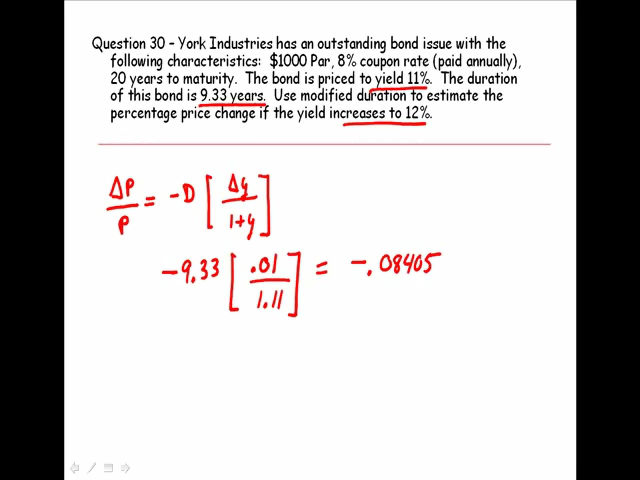 Question 30 – York Industries has an outstanding bond issue with the
following characteristics: $1000 Par, 8% coupon rate (paid annually),
20 years to maturity. The bond is priced to yield 11%. The duration
of this bond is 9.33 years. Use modified duration to estimate the
percentage price change if the yield increases to 12%.
ΔP/P = -D [Δy/1+y]
-9.33 [.01/1.11] = -.08405